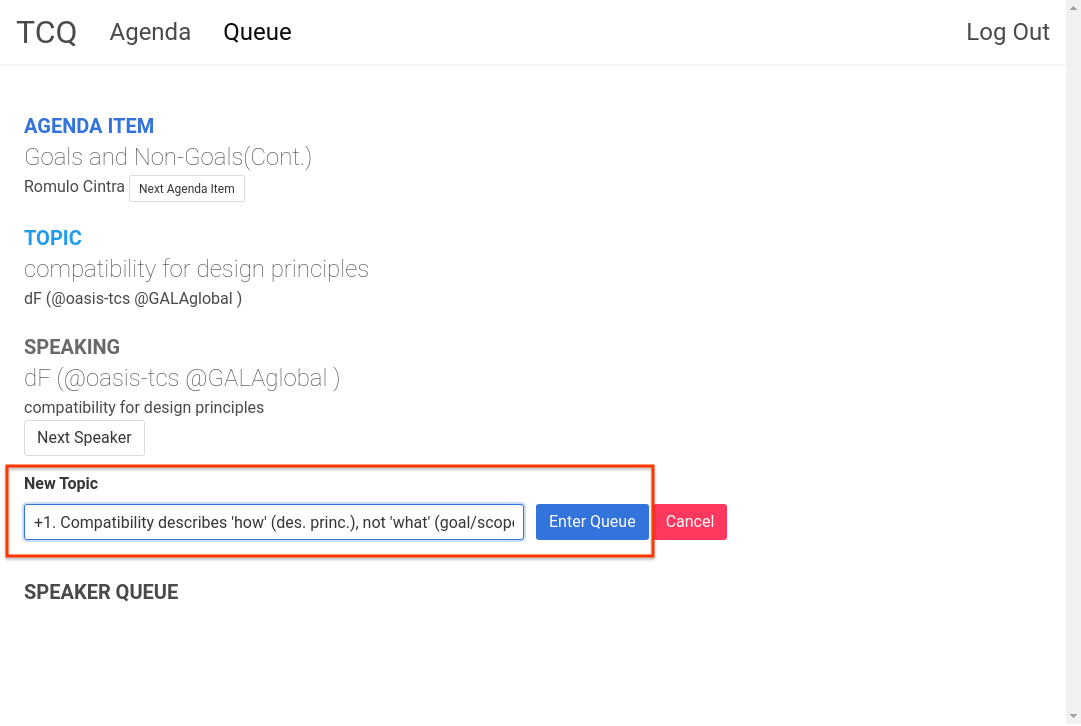 TCQ Agenda Queue Log Out
AGENDA ITEM
Goals and Non-Goals(Cont.)
Romulo Cintra Next Agenda Item
TOPIC
compatibility for design principles
dF (@oasis-tcs @GALAglobal )
SPEAKING
dF (@oasis-tcs @GALAglobal )
compatibility for design principles
Next Speaker
New Topic
+1. Compatibility describes 'how' (des. princ.), not 'what' (goal/scope Enter Queue Cancel
SPEAKER QUEUE